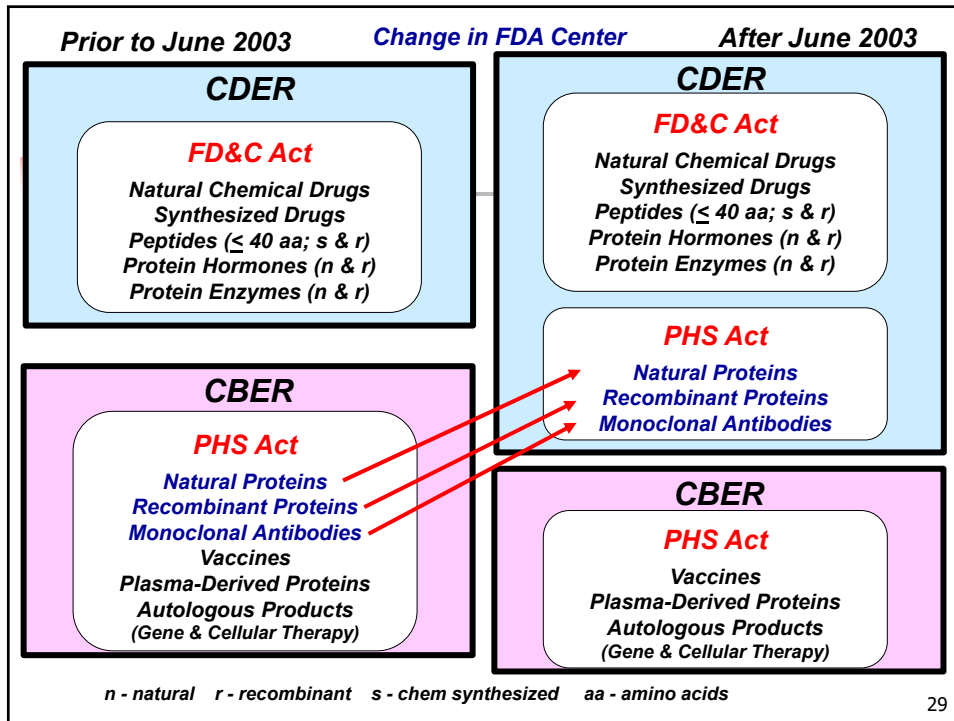 Prior to June 2003
Change in FDA Center
After June 2003
CDER
FD&C Act
Natural Chemical Drugs
Synthesized Drugs
Peptides (≤ 40 aa; s & r)
Protein Hormones (n & r)
Protein Enzymes (n & r)
CBER
PHS Act
Natural Proteins
Recombinant Proteins
Monoclonal Antibodies
Vaccines
Plasma-Derived Proteins
Autologous Products
(Gene & Cellular Therapy)
CDER
FD&C Act
Natural Chemical Drugs
Synthesized Drugs
Peptides (≤ 40 aa; s & r)
Protein Hormones (n & r)
Protein Enzymes (n & r)
PHS Act
Natural Proteins
Recombinant Proteins
Monoclonal Antibodies
CBER
PHS Act
Vaccines
Plasma-Derived Proteins
Autologous Products
(Gene & Cellular Therapy)
n - natural r - recombinant s - chem synthesized aa - amino acids
29